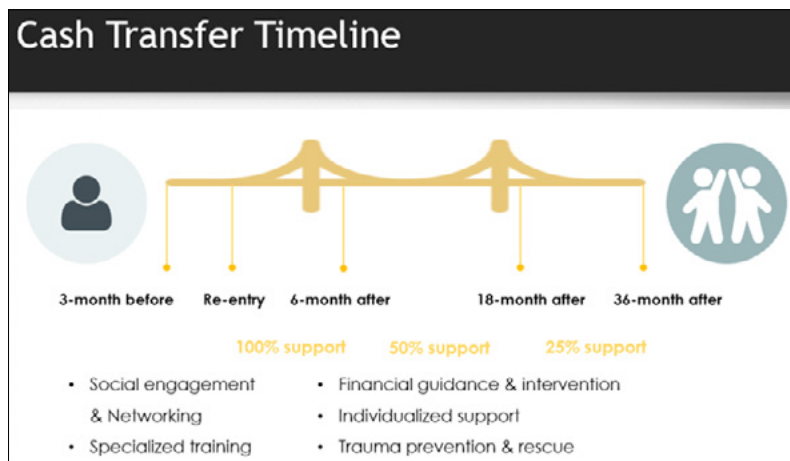 Cash Transfer Timeline
3-month before
Re-entry
6-month after
18-month after
36-month after
100% support
50% support
25% support
• Social engagement
& Networking
• Specialized training
• Financial guidance & intervention
• Individualized support
• Trauma prevention & rescue